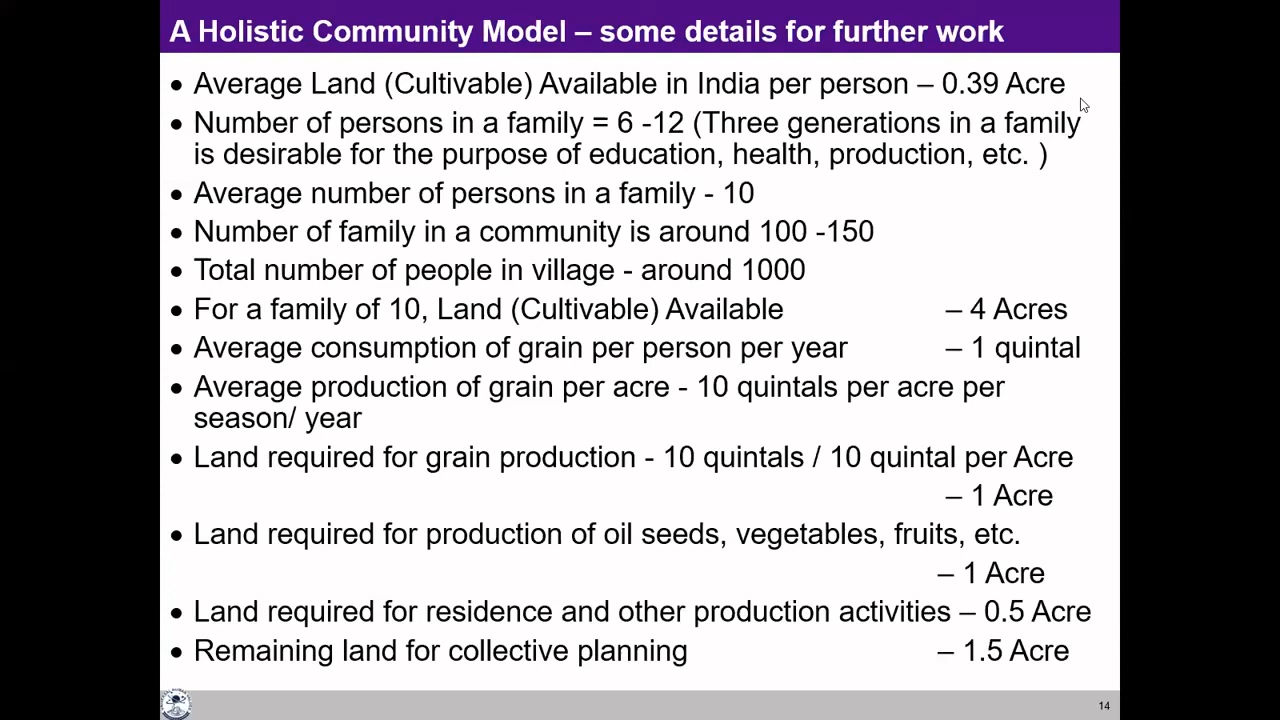 A Holistic Community Model – some details for further work
• Average Land (Cultivable) Available in India per person – 0.39 Acre
• Number of persons in a family = 6 -12 (Three generations in a family
is desirable for the purpose of education, health, production, etc. )
• Average number of persons in a family - 10
• Number of family in a community is around 100 -150
• Total number of people in village - around 1000
• For a family of 10, Land (Cultivable) Available – 4 Acres
• Average consumption of grain per person per year – 1 quintal
• Average production of grain per acre - 10 quintals per acre per
season/ year
• Land required for grain production - 10 quintals / 10 quintal per Acre
– 1 Acre
• Land required for production of oil seeds, vegetables, fruits, etc.
– 1 Acre
• Land required for residence and other production activities – 0.5 Acre
• Remaining land for collective planning – 1.5 Acre
14